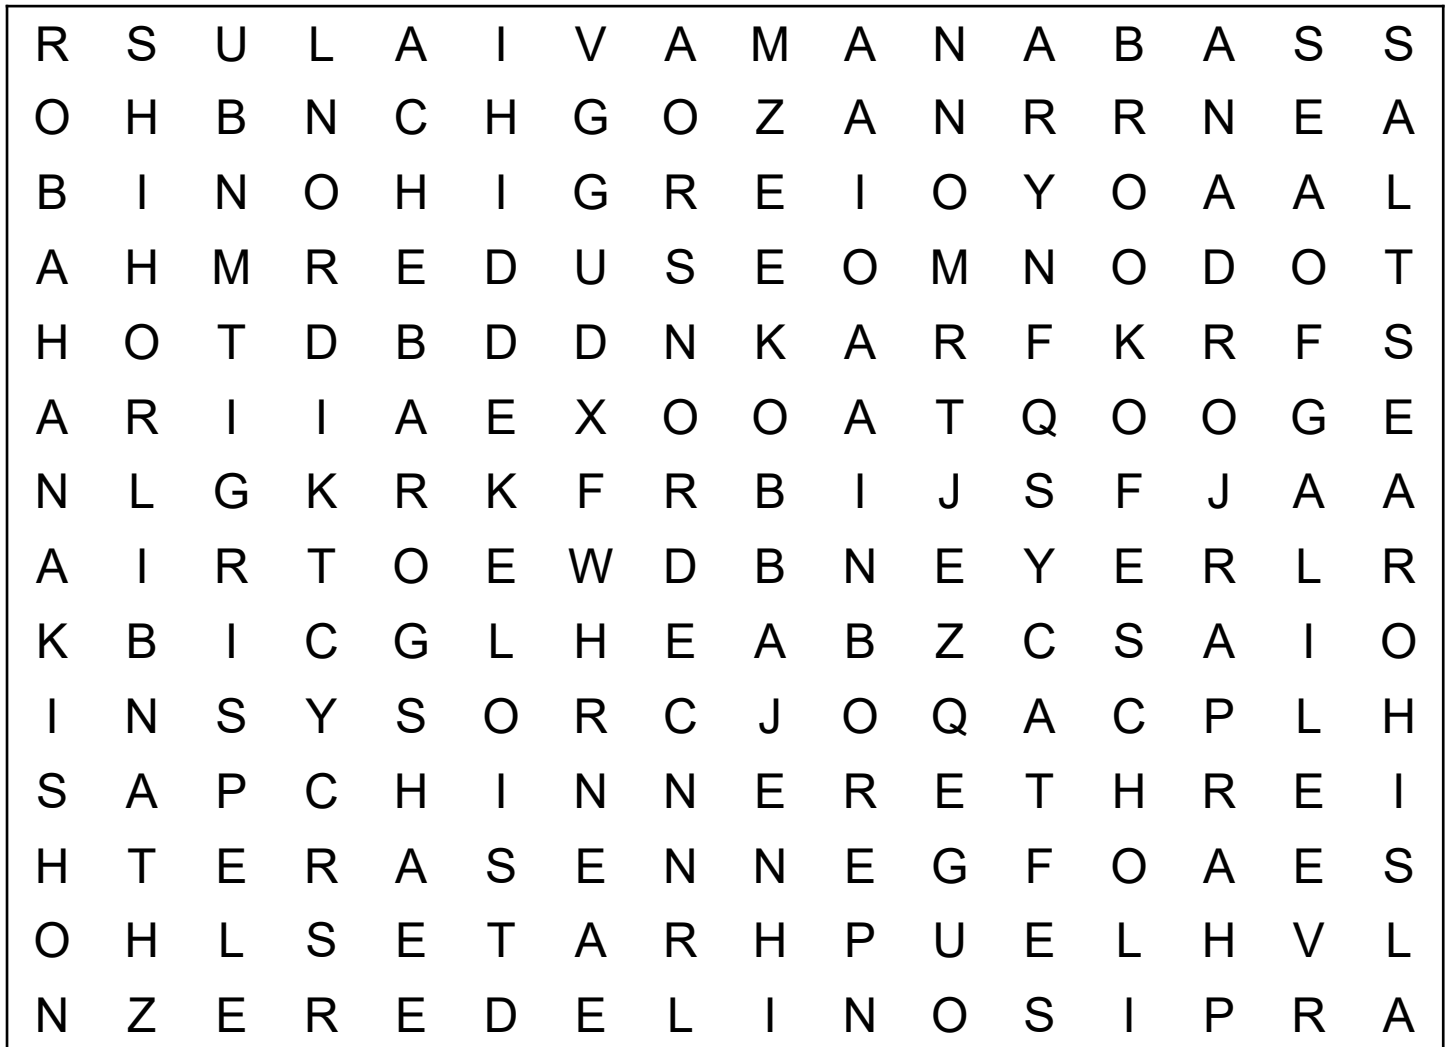 R S U L A I V A M A N A B A S S
O H B N C H G O Z A N R R N E A
B I N O H I G R E I O Y O A A L
A H M R E D U S E O M N O D O T
H O T D B D D N K A R F K R F S
A R I I A E X O O A T Q O O G E
N L G K R K F R B I J S F J A A
A I R T O E W D B N E Y E R L R
K B I C G L H E A B Z C S A I O
I N S Y S O R C J O Q A C P L H
S A P C H I N N E R E T H R E I
H T E R A S E N N E G F O A E S
O H L S E T A R H P U E L H V L
N Z E R E D E L I N O S I P R A